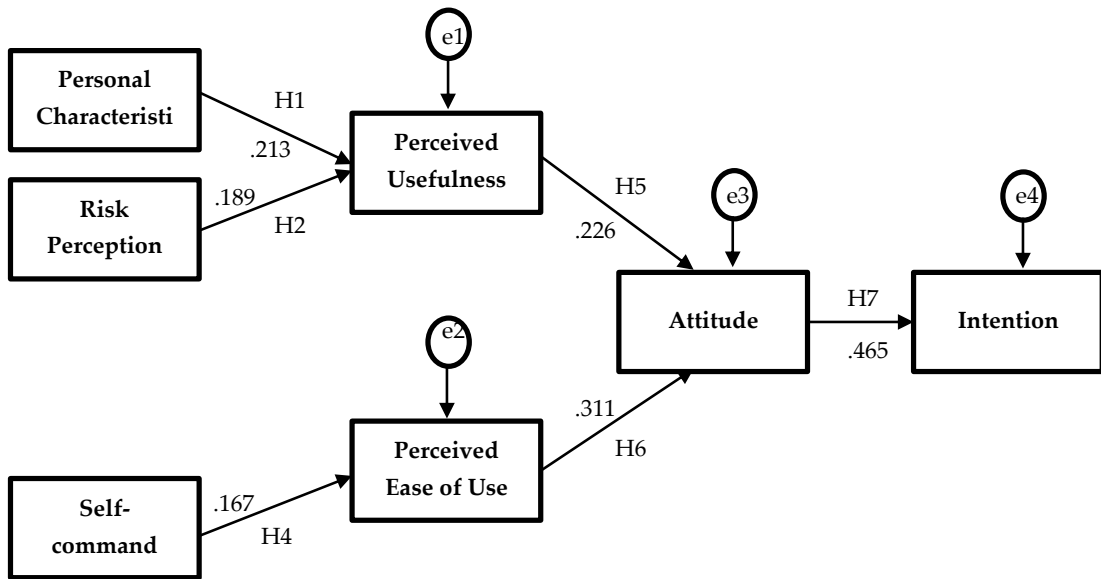 e1
Personal
Characteristi
H1
.213
Perceived
Usefulness
.189
H2
Risk
Perception
H5
.226
e3
e4
Attitude
H7
.465
Intention
e2
.311
H6
Perceived
Ease of Use
.167
H4
Self-
command